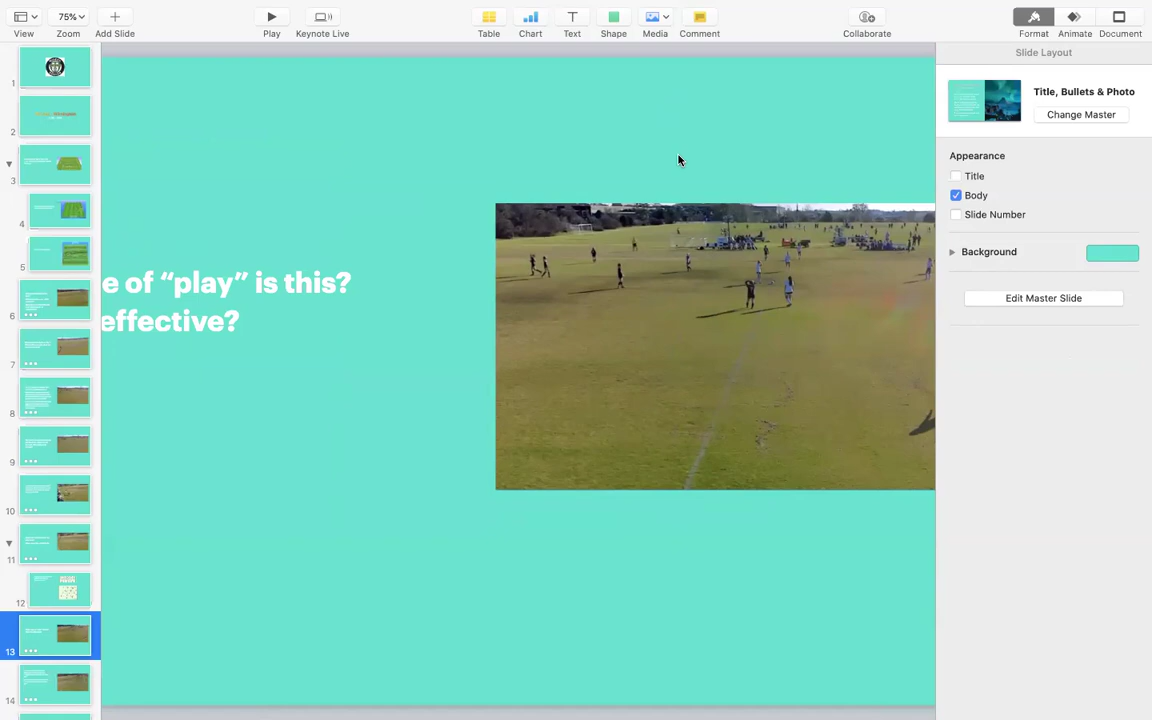 75%
View
Zoom
Add Slide
Play
Keynote Live
Table
Chart
Text
Shape
Media
Comment
Collaborate
Format
Animate
Document
Slide Layout
Title, Bullets & Photo
Change Master
Appearance
Title
Body
Slide Number
Background
Edit Master Slide
e of “play” is this?
effective?
1
2
3
4
5
6
7
8
9
10
11
12
13
14